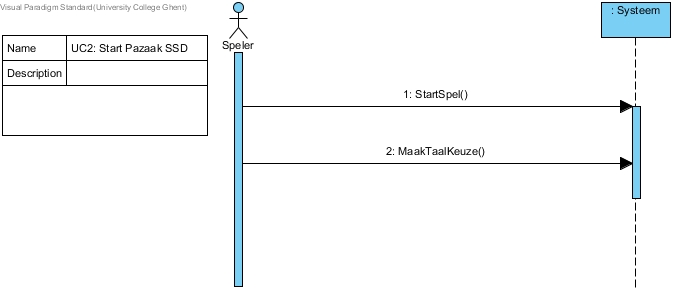 Visual Paradigm Standard(University College Ghent)
: Systeem
Speler
Name
UC2: Start Pazaak SSD
Description
1: StartSpel()
2: MaakTaalKeuze()